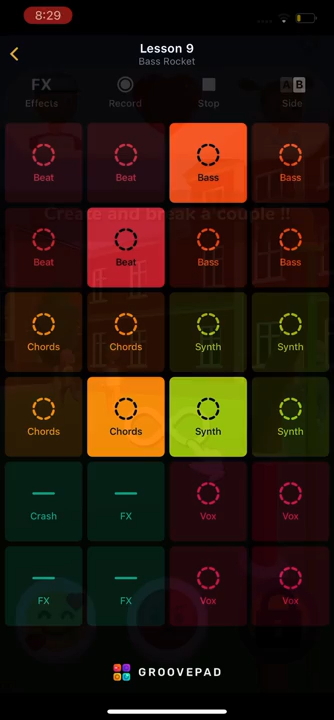 8:29
Lesson 9
Bass Rocket
FX
A B
Effects Record Stop Side
Beat Beat Bass Bass
Create and break a couple !!
Beat Beat Bass Bass
Chords Chords Synth Synth
Chords Chords Synth Synth
Crash FX Vox Vox
FX FX Vox Vox
GROOVEPAD